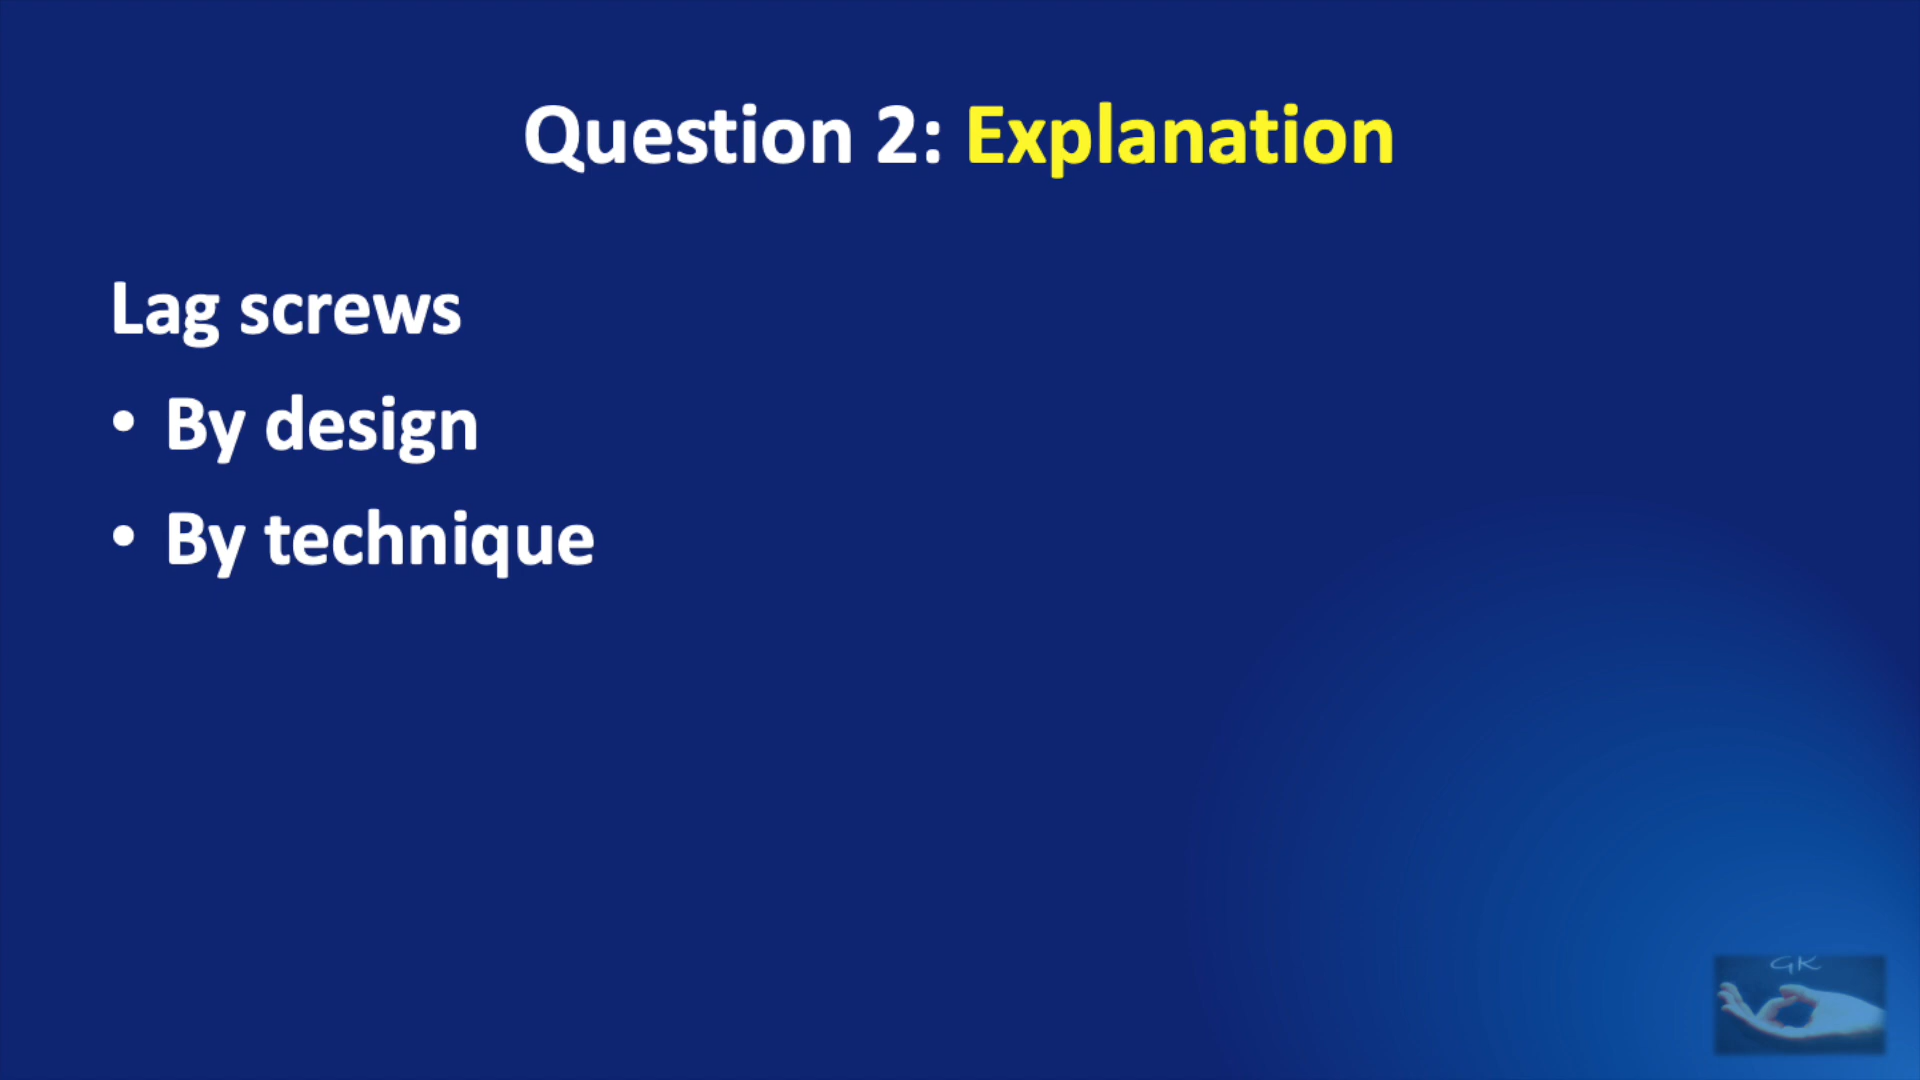 Question 2: Explanation
Lag screws
• By design
• By technique
GK